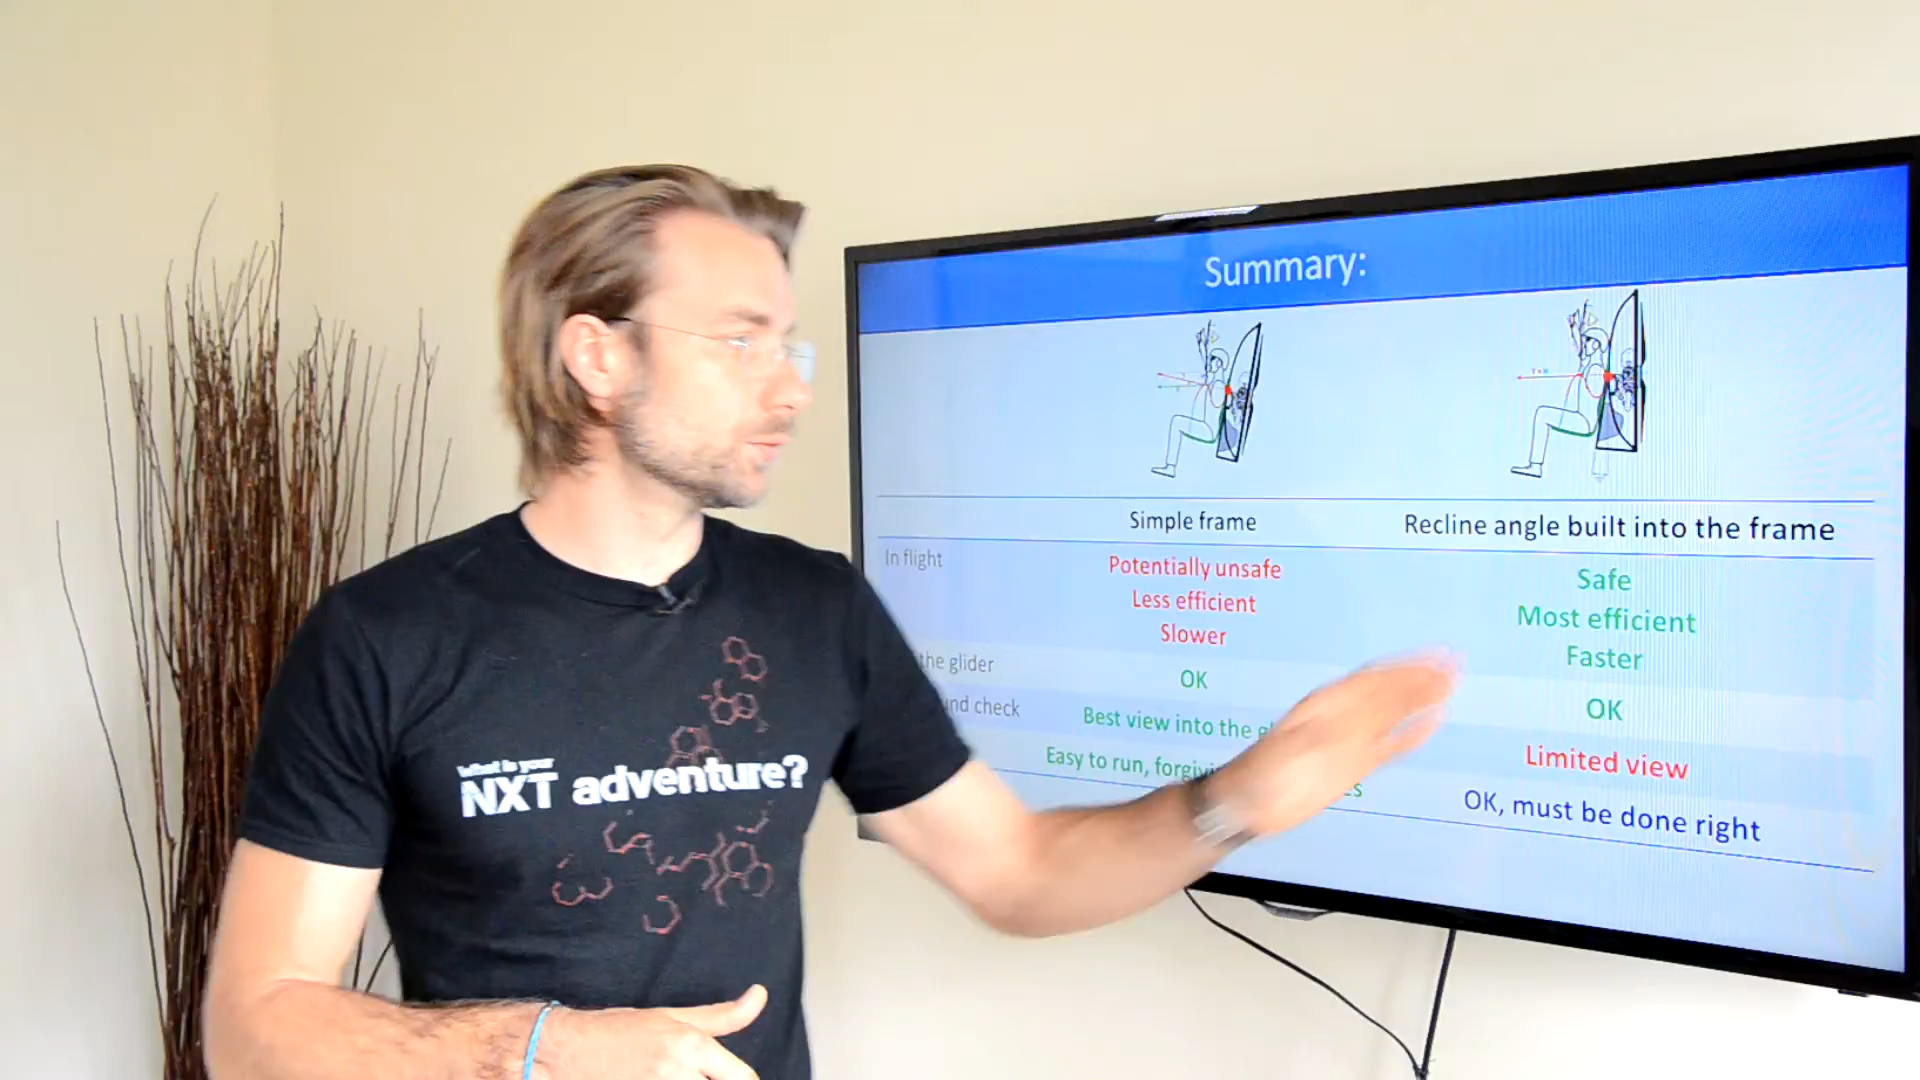 Summary:
Simple frame
Recline angle built into the frame
In flight
Potentially unsafe
Less efficient
Slower
Safe
Most efficient
Faster
the glider
OK
OK
check
Best view into the
Limited view
Easy to run,
OK, must be done right
What is your
NXT adventure?